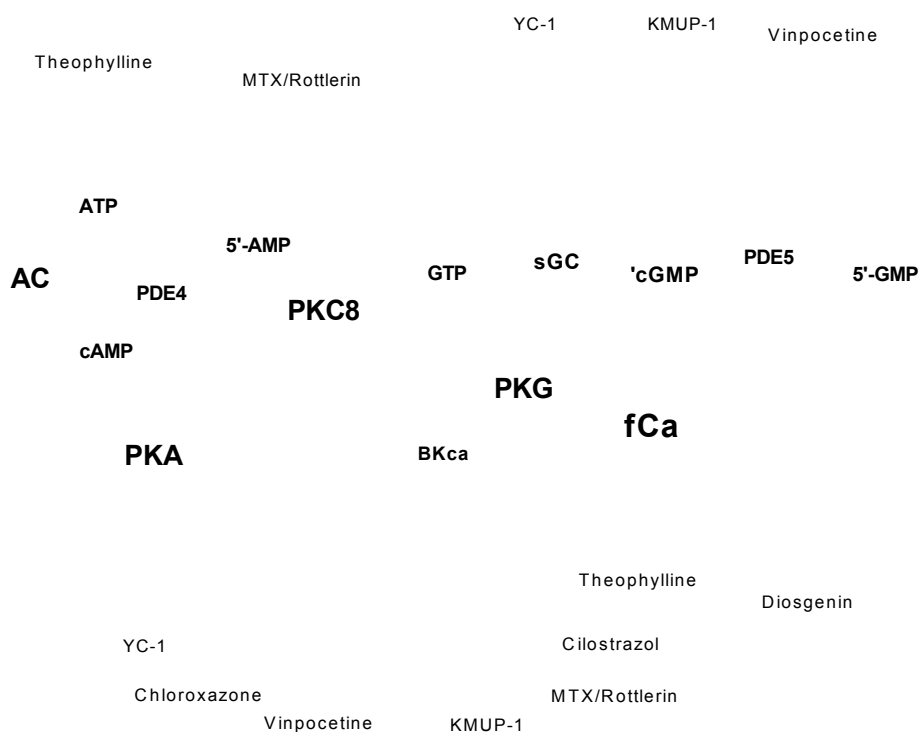 YC-1
KMUP-1
Vinpocetine
Theophylline
MTX/Rottlerin
ATP
5'-AMP
AC
PDE4
PKC8
GTP
sGC
'cGMP
PDE5
5'-GMP
cAMP
PKG
fCa
PKA
BKca
Theophylline
Diosgenin
YC-1
Cilostrazol
Chloroxazone
MTX/Rottlerin
Vinpocetine
KMUP-1